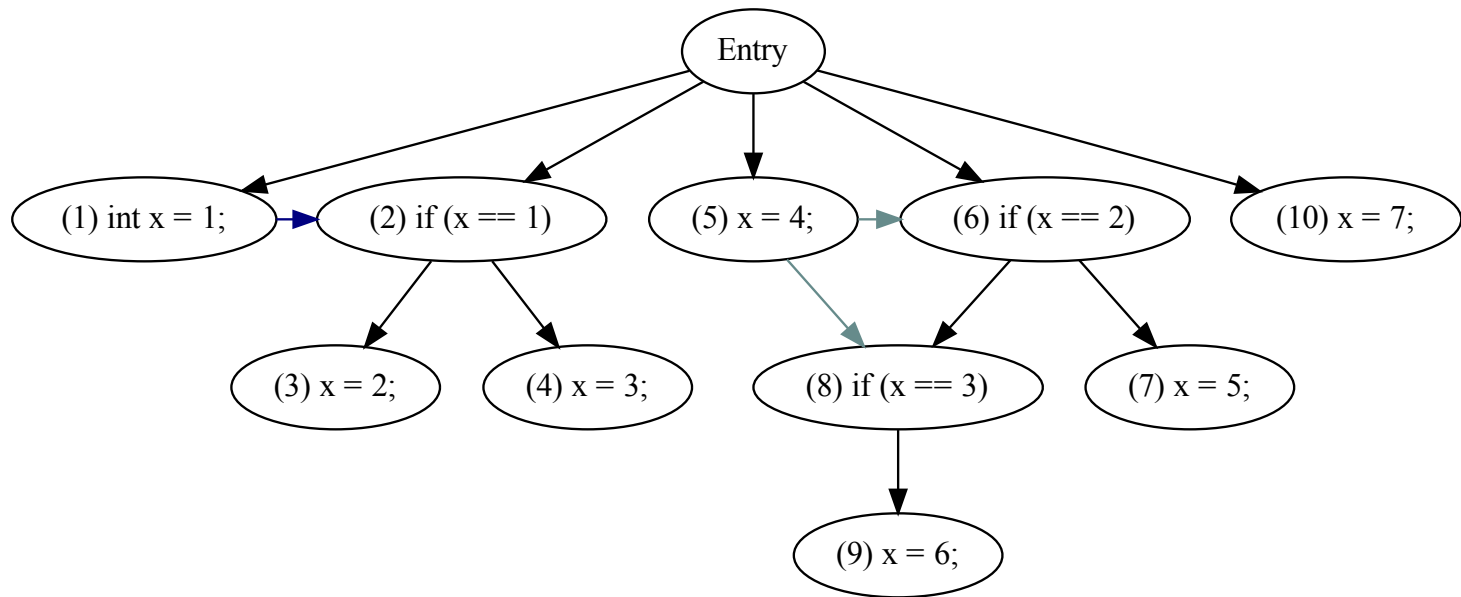 Entry
(1) int x = 1;
(2) if (x == 1)
(5) x = 4;
(6) if (x == 2)
(10) x = 7;
(3) x = 2;
(4) x = 3;
(8) if (x == 3)
(7) x = 5;
(9) x = 6;